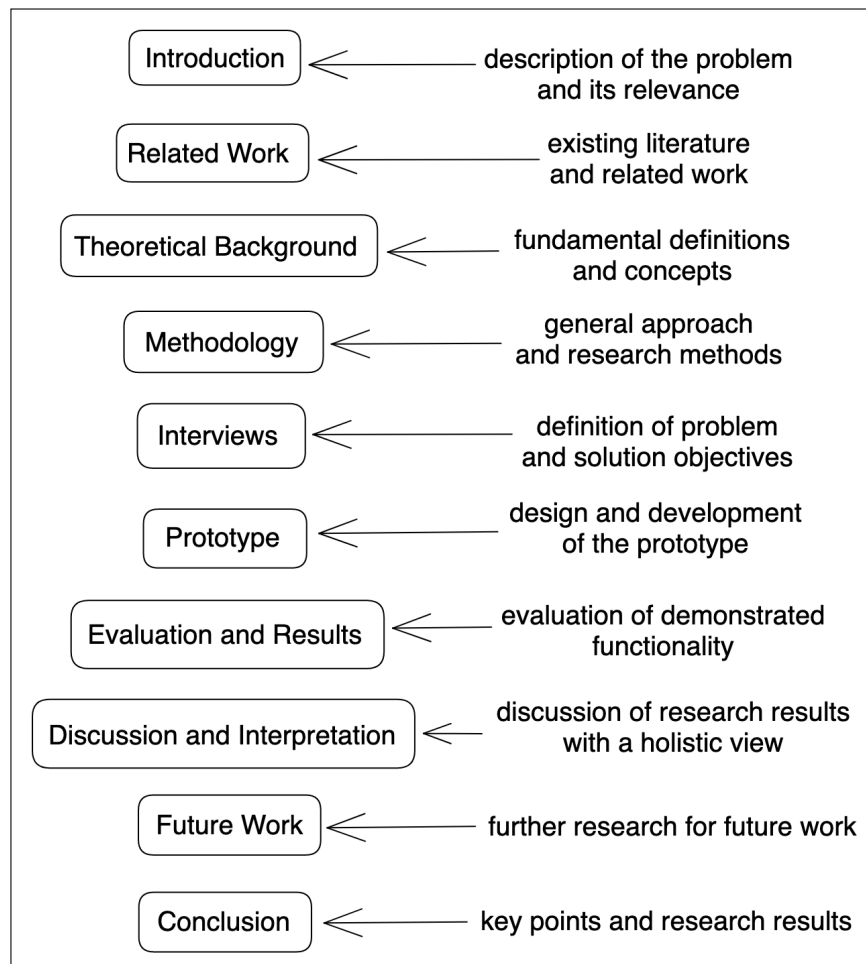 Introduction
description of the problem
and its relevance
Related Work
existing literature
and related work
Theoretical Background
fundamental definitions
and concepts
Methodology
general approach
and research methods
Interviews
definition of problem
and solution objectives
Prototype
design and development
of the prototype
Evaluation and Results
evaluation of demonstrated
functionality
Discussion and Interpretation
discussion of research results
with a holistic view
Future Work
further research for future work
Conclusion
key points and research results